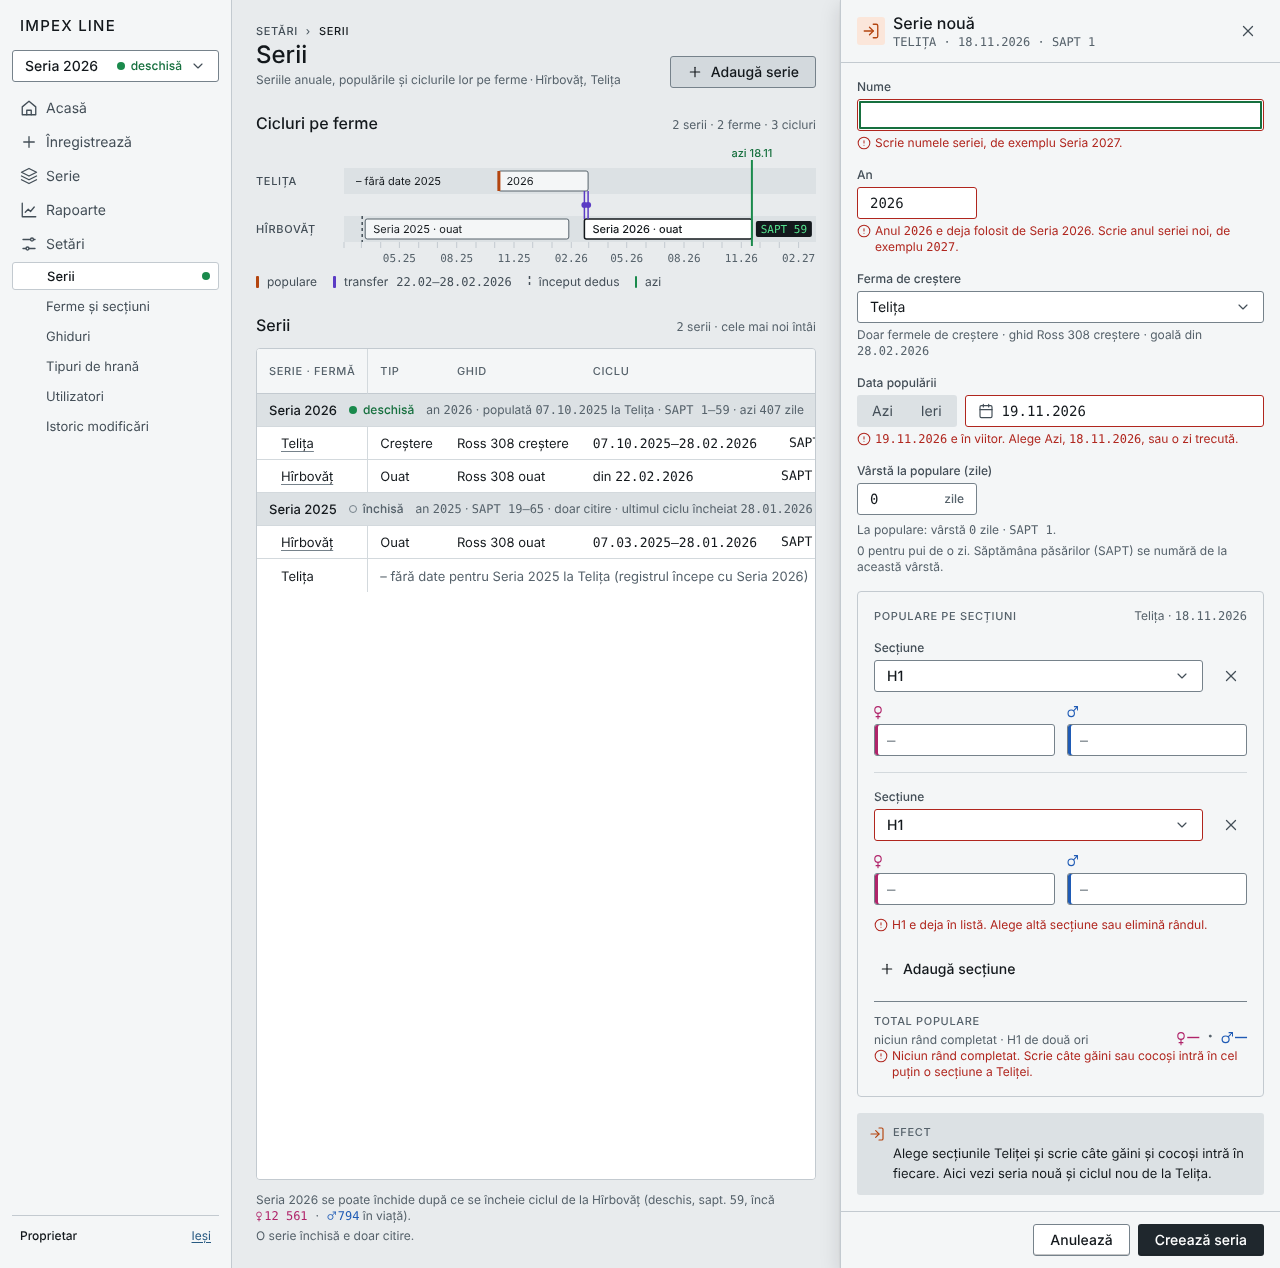 IMPEX LINE
Seria 2026 deschisă
Acasă
Înregistrează
Serie
Rapoarte
Setări
Serii
Ferme și secțiuni
Ghiduri
Tipuri de hrană
Utilizatori
Istoric modificări
Proprietar Ieși
SETĂRI › SERII
Serii
Seriile anuale, populările și ciclurile lor pe ferme · Hîrbovăț, Telița
Adaugă serie
Cicluri pe ferme 2 serii · 2 ferme · 3 cicluri
azi 18.11
TELIȚA – fără date 2025 2026
HÎRBOVĂȚ Seria 2025 · ouat Seria 2026 · ouat SAPT 59
05.25 08.25 11.25 02.26 05.26 08.26 11.26 02.27
populare transfer 22.02–28.02.2026 început dedus azi
Serii 2 serii · cele mai noi întâi
SERIE · FERMĂ TIP GHID CICLU
Seria 2026 deschisă an 2026 · populată 07.10.2025 la Telița · SAPT 1–59 · azi 407 zile
Telița Creștere Ross 308 creștere 07.10.2025–28.02.2026 SAPT
Hîrbovăț Ouat Ross 308 ouat din 22.02.2026 SAPT
Seria 2025 închisă an 2025 · SAPT 19–65 · doar citire · ultimul ciclu încheiat 28.01.2026
Hîrbovăț Ouat Ross 308 ouat 07.03.2025–28.01.2026 SAPT
Telița – fără date pentru Seria 2025 la Telița (registrul începe cu Seria 2026)
Seria 2026 se poate închide după ce se încheie ciclul de la Hîrbovăț (deschis, sapt. 59, încă
♀12 561 · ♂794 în viață).
O serie închisă e doar citire.
Serie nouă
TELIȚA · 18.11.2026 · SAPT 1
Nume
Scrie numele seriei, de exemplu Seria 2027.
An
2026
Anul 2026 e deja folosit de Seria 2026. Scrie anul seriei noi, de
exemplu 2027.
Ferma de creștere
Telița
Doar fermele de creștere · ghid Ross 308 creștere · goală din
28.02.2026
Data populării
Azi Ieri 19.11.2026
19.11.2026 e în viitor. Alege Azi, 18.11.2026, sau o zi trecută.
Vârstă la populare (zile)
0 zile
La populare: vârstă 0 zile · SAPT 1.
0 pentru pui de o zi. Săptămâna păsărilor (SAPT) se numără de la
această vârstă.
POPULARE PE SECȚIUNI Telița · 18.11.2026
Secțiune
H1
♀ ♂
– –
Secțiune
H1
♀ ♂
– –
H1 e deja în listă. Alege altă secțiune sau elimină rândul.
Adaugă secțiune
TOTAL POPULARE
niciun rând completat · H1 de două ori ♀— · ♂—
Niciun rând completat. Scrie câte găini sau cocoși intră în cel
puțin o secțiune a Teliței.
EFECT
Alege secțiunile Teliței și scrie câte găini și cocoși intră în
fiecare. Aici vezi seria nouă și ciclul nou de la Telița.
Anulează Creează seria